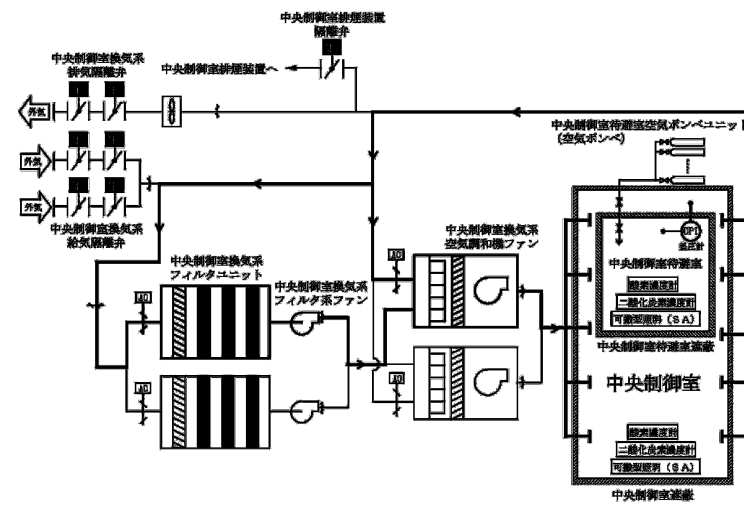 中央制御室排煙装置
隔離弁
中央制御室換気系
排気隔離弁
中央制御室排煙装置へ
外気
外気
外気
中央制御室換気系
給気隔離弁
中央制御室待避室空気ボンベユニット
(空気ボンベ)
中央制御室換気系
フィルタユニット
中央制御室換気系
フィルタ系ファン
中央制御室換気系
空気調和機ファン
AO
AO
AO
AO
DPI
差圧計
中央制御室待避室
酸素濃度計
二酸化炭素濃度計
可搬型照明(SA)
中央制御室待避室遮蔽
中央制御室
酸素濃度計
二酸化炭素濃度計
可搬型照明(SA)
中央制御室遮蔽